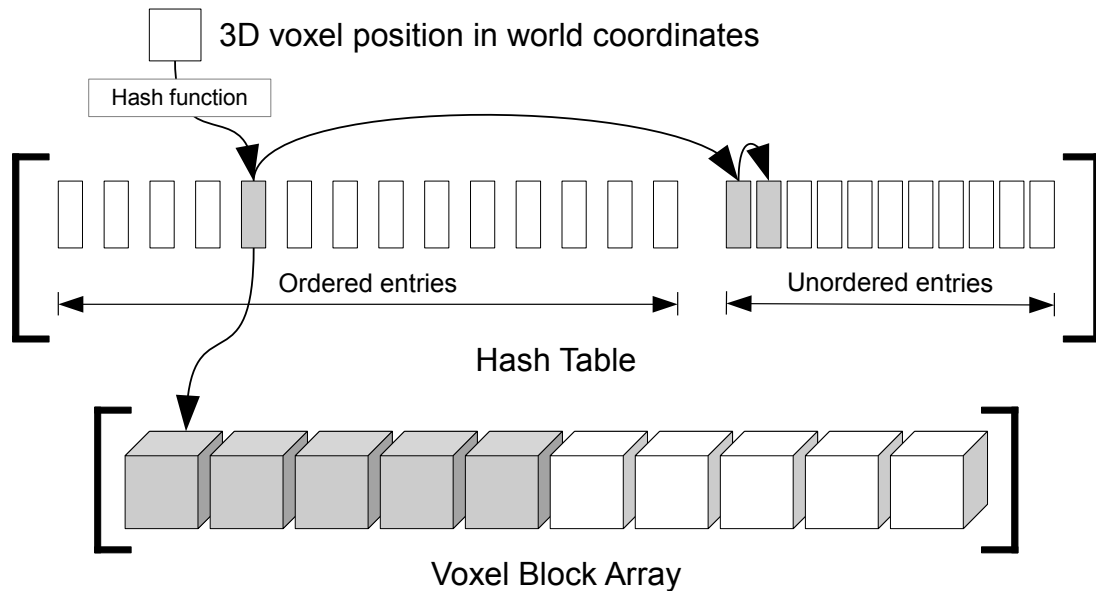 3D voxel position in world coordinates
Hash function
Ordered entries
Unordered entries
Hash Table
Voxel Block Array